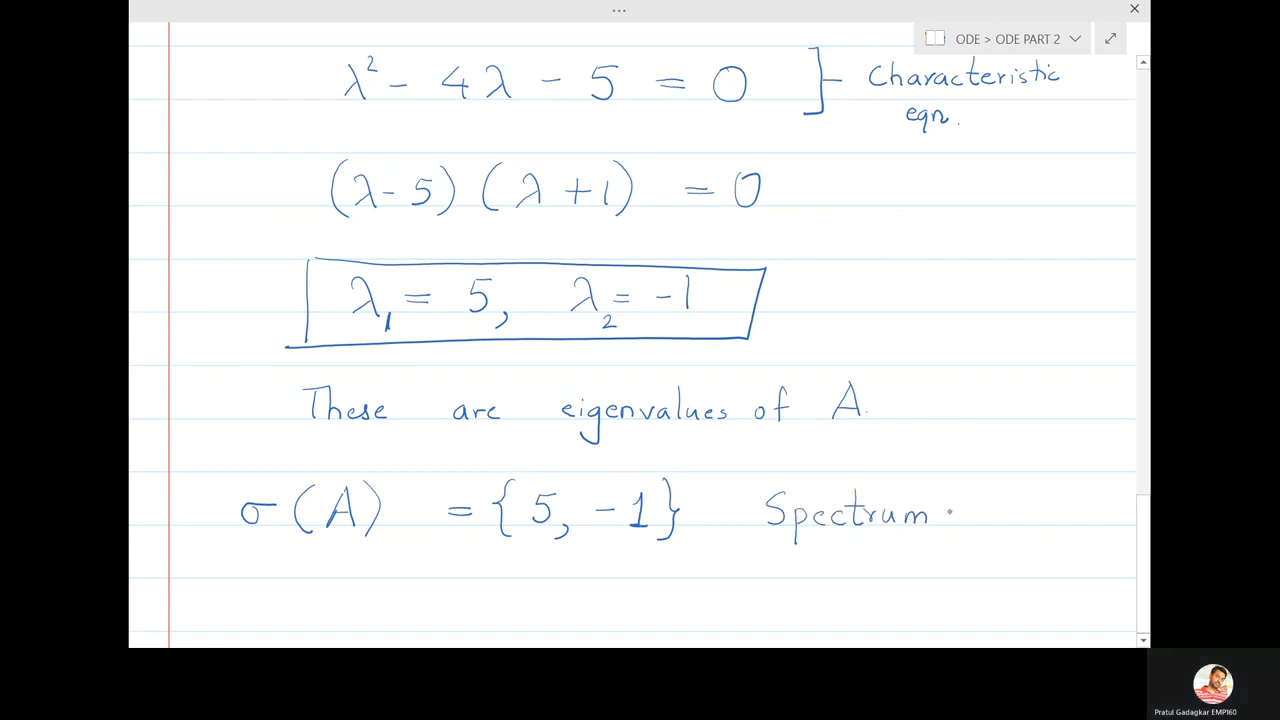 ODE > ODE PART 2
λ² - 4λ - 5 = 0 } Characteristic
eqn.
(λ - 5) (λ + 1) = 0
λ₁ = 5, λ₂ = -1
These are eigenvalues of A.
σ(A) = {5, -1} Spectrum
Pratul Gadagkar EMP160